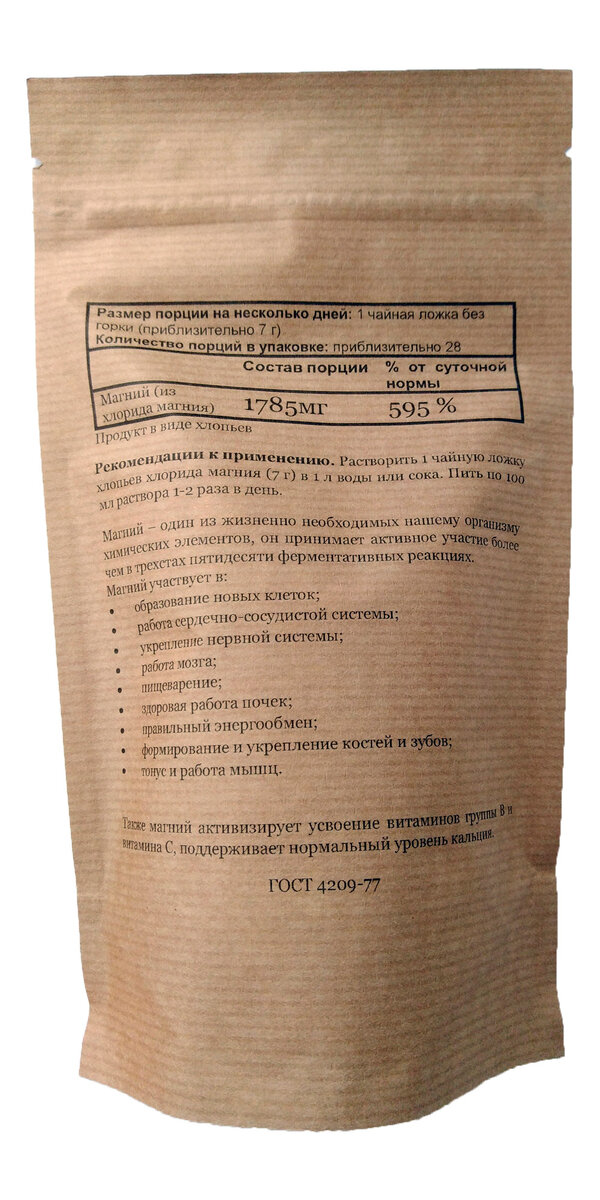 Размер порции на несколько дней: 1 чайная ложка без
горки (приблизительно 7 г)
Количество порций в упаковке: приблизительно 28
Состав порции % от суточной
нормы
Магний (из
хлорида магния) 1785мг 595 %
Продукт в виде хлопьев
Рекомендации к применению. Растворить 1 чайную ложку
хлопьев хлорида магния (7 г) в 1 л воды или сока. Пить по 100
мл раствора 1-2 раза в день.
Магний – один из жизненно необходимых нашему организму
химических элементов, он принимает активное участие более
чем в трехстах пятидесяти ферментативных реакциях.
Магний участвует в:
• образование новых клеток;
• работа сердечно-сосудистой системы;
• укрепление нервной системы;
• работа мозга;
• пищеварение;
• здоровая работа почек;
• правильный энергообмен;
• формирование и укрепление костей и зубов;
• тонус и работа мышц.
Также магний активизирует усвоение витаминов группы В и
витамина С, поддерживает нормальный уровень кальция.
ГОСТ 4209-77